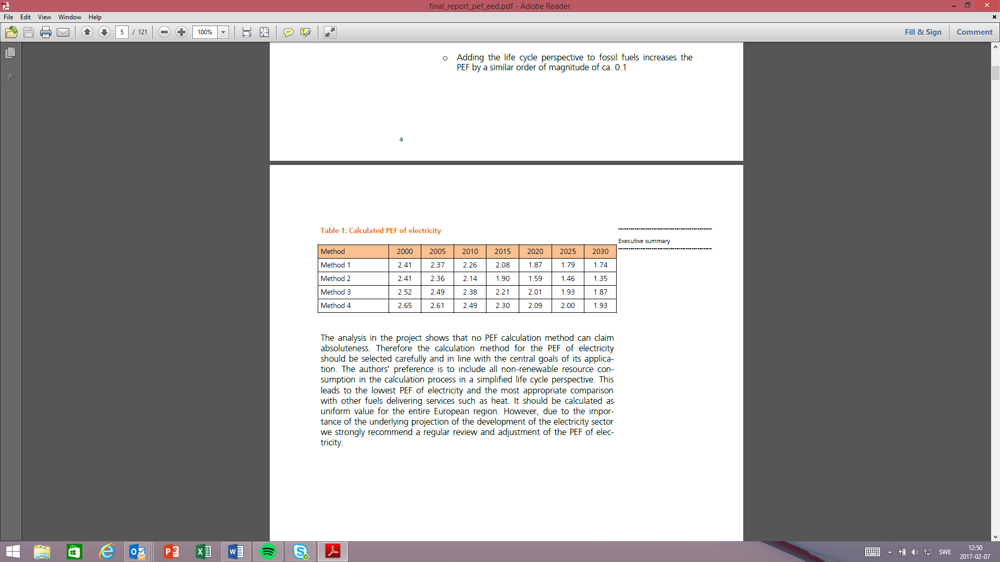 final_report_pef_eed.pdf - Adobe Reader
File Edit View Window Help
5 / 121 100% Fill & Sign Comment
o Adding the life cycle perspective to fossil fuels increases the
PEF by a similar order of magnitude of ca. 0.1
4
Table 1: Calculated PEF of electricity
Executive summary
Method 2000 2005 2010 2015 2020 2025 2030
Method 1 2.41 2.37 2.26 2.08 1.87 1.79 1.74
Method 2 2.41 2.36 2.14 1.90 1.59 1.46 1.35
Method 3 2.52 2.49 2.38 2.21 2.01 1.93 1.87
Method 4 2.65 2.61 2.49 2.30 2.09 2.00 1.93
The analysis in the project shows that no PEF calculation method can claim
absoluteness. Therefore the calculation method for the PEF of electricity
should be selected carefully and in line with the central goals of its applica-
tion. The authors’ preference is to include all non-renewable resource con-
sumption in the calculation process in a simplified life cycle perspective. This
leads to the lowest PEF of electricity and the most appropriate comparison
with other fuels delivering services such as heat. It should be calculated as
uniform value for the entire European region. However, due to the impor-
tance of the underlying projection of the development of the electricity sector
we strongly recommend a regular review and adjustment of the PEF of elec-
tricity.
SWE
12:50
2017-02-07